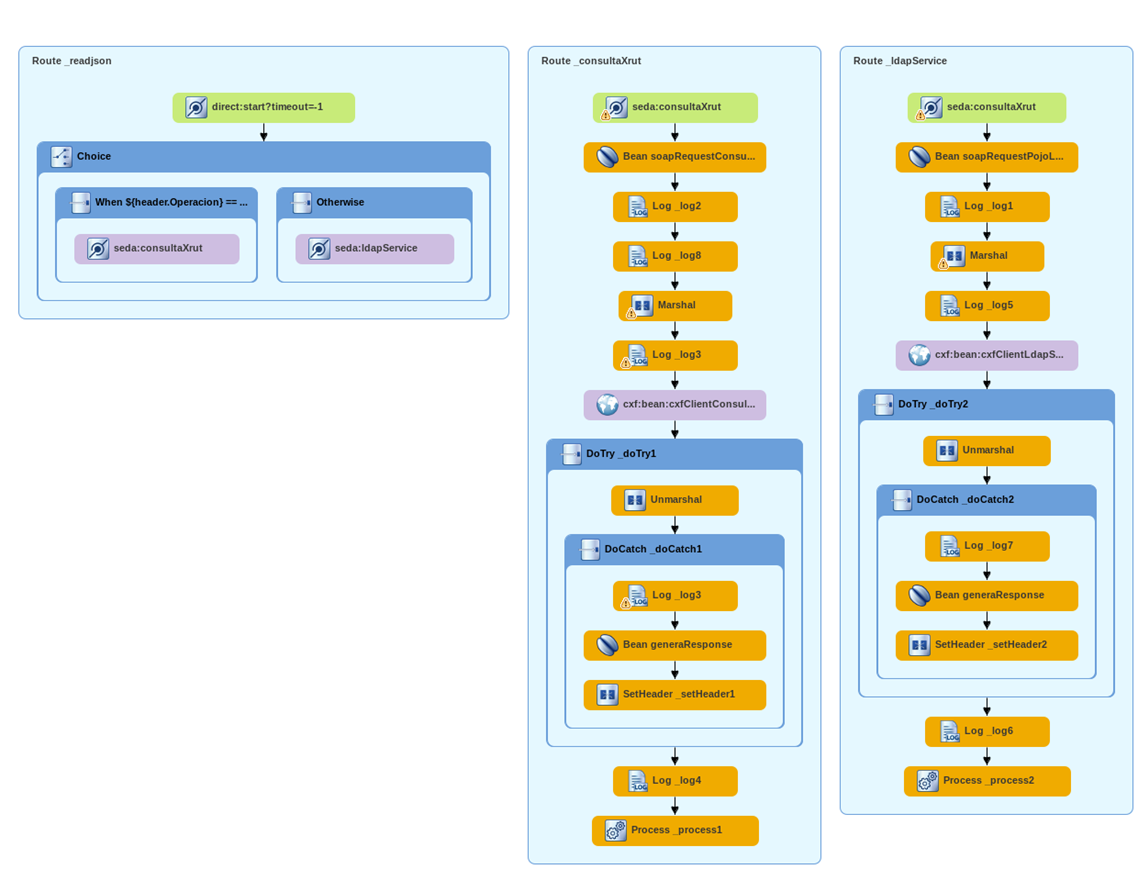 Route _readjson
direct:start?timeout=-1
Choice
When ${header.Operacion} == ...
seda:consultaXrut
Otherwise
seda:ldapService
Route _consultaXrut
seda:consultaXrut
Bean soapRequestConsu...
Log _log2
Log _log8
Marshal
Log _log3
cxf:bean:cxfClientConsul...
DoTry _doTry1
Unmarshal
DoCatch _doCatch1
Log _log3
Bean generaResponse
SetHeader _setHeader1
Log _log4
Process _process1
Route _ldapService
seda:consultaXrut
Bean soapRequestPojoL...
Log _log1
Marshal
Log _log5
cxf:bean:cxfClientLdapS...
DoTry _doTry2
Unmarshal
DoCatch _doCatch2
Log _log7
Bean generaResponse
SetHeader _setHeader2
Log _log6
Process _process2